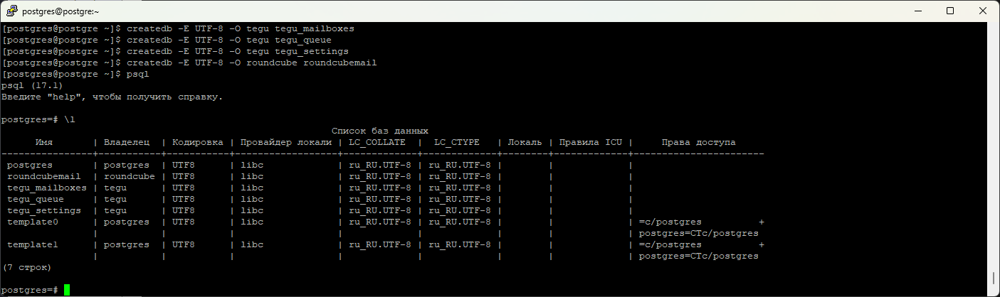 postgres@postgre:~
[postgres@postgre ~]$ createdb -E UTF-8 -O tegu tegu_mailboxes
[postgres@postgre ~]$ createdb -E UTF-8 -O tegu tegu_queue
[postgres@postgre ~]$ createdb -E UTF-8 -O tegu tegu_settings
[postgres@postgre ~]$ createdb -E UTF-8 -O roundcube roundcubemail
[postgres@postgre ~]$ psql
psql (17.1)
Введите "help", чтобы получить справку.
postgres=# \l
Список баз данных
Имя | Владелец | Кодировка | Провайдер локали | LC_COLLATE | LC_CTYPE | Локаль | Правила ICU | Права доступа
---------------+-----------+-----------+------------------+-------------+-------------+--------+-------------+-----------------------
postgres | postgres | UTF8 | libc | ru_RU.UTF-8 | ru_RU.UTF-8 | | |
roundcubemail | roundcube | UTF8 | libc | ru_RU.UTF-8 | ru_RU.UTF-8 | | |
tegu_mailboxes | tegu | UTF8 | libc | ru_RU.UTF-8 | ru_RU.UTF-8 | | |
tegu_queue | tegu | UTF8 | libc | ru_RU.UTF-8 | ru_RU.UTF-8 | | |
tegu_settings | tegu | UTF8 | libc | ru_RU.UTF-8 | ru_RU.UTF-8 | | |
template0 | postgres | UTF8 | libc | ru_RU.UTF-8 | ru_RU.UTF-8 | | | =c/postgres +
| | | | | | | | postgres=CTc/postgres
template1 | postgres | UTF8 | libc | ru_RU.UTF-8 | ru_RU.UTF-8 | | | =c/postgres +
| | | | | | | | postgres=CTc/postgres
(7 строк)
postgres=#